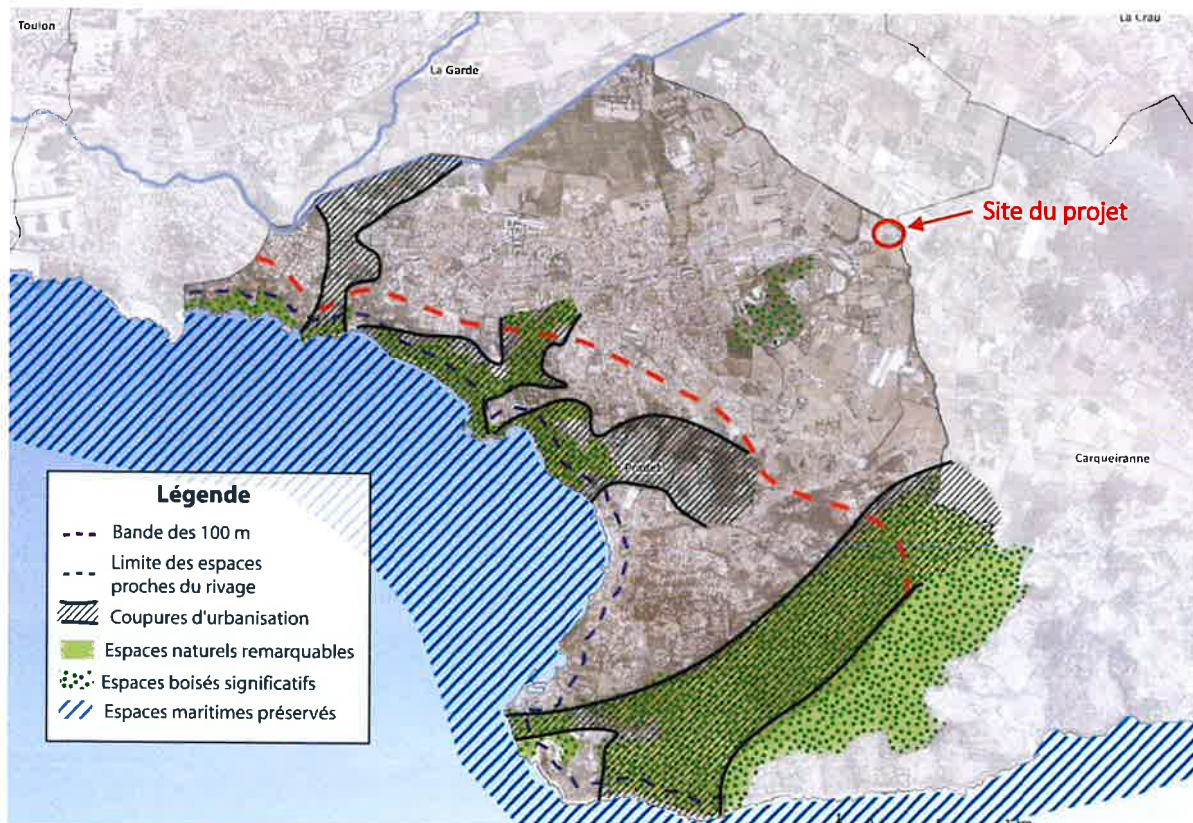 Toulon
La Crau
La Garde
Site du projet
Carqueiranne
Légende
Bande des 100 m
Limite des espaces
proches du rivage
Coupures d'urbanisation
Espaces naturels remarquables
Espaces boisés significatifs
Espaces maritimes préservés